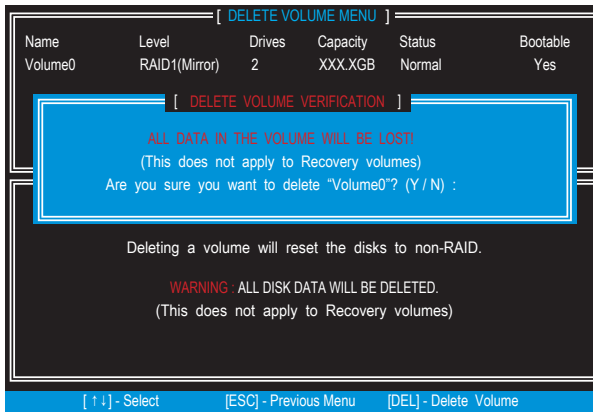 [ DELETE VOLUME MENU ]
Name Level Drives Capacity Status Bootable
Volume0 RAID1(Mirror) 2 XXX.XGB Normal Yes
[ DELETE VOLUME VERIFICATION ]
ALL DATA IN THE VOLUME WILL BE LOST!
(This does not apply to Recovery volumes)
Are you sure you want to delete “Volume0”? (Y / N) :
Deleting a volume will reset the disks to non-RAID.
WARNING : ALL DISK DATA WILL BE DELETED.
(This does not apply to Recovery volumes)
[ ↑↓] - Select [ESC] - Previous Menu [DEL] - Delete Volume